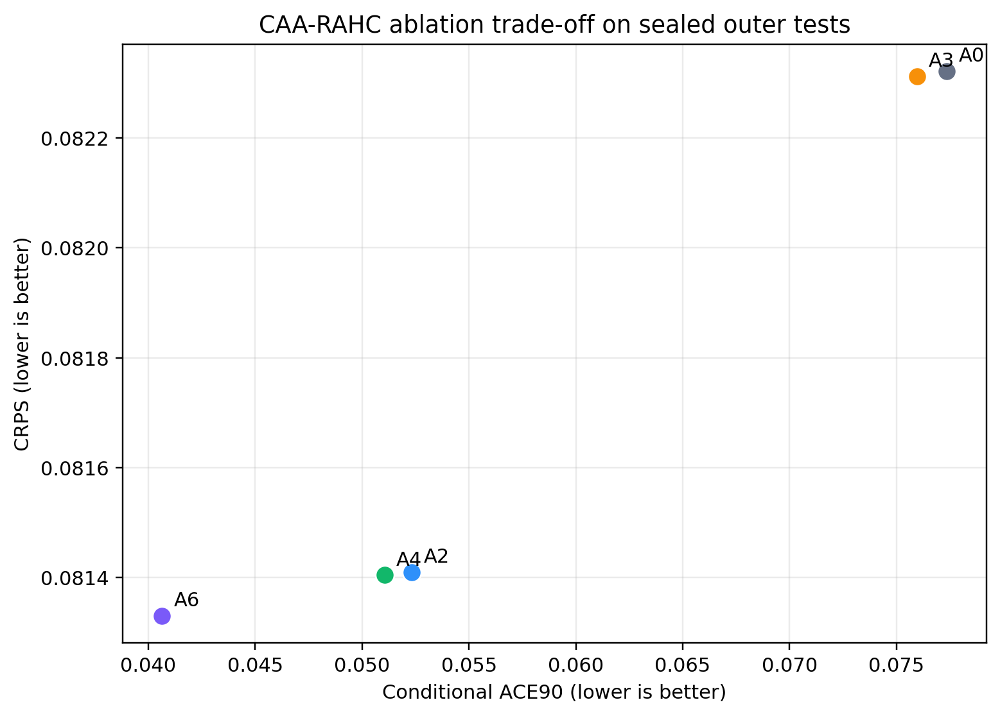 CAA-RAHC ablation trade-off on sealed outer tests
A3
A0
0.0822
0.0820
0.0818
0.0816
0.0814
CRPS (lower is better)
A4
A2
A6
0.040 0.045 0.050 0.055 0.060 0.065 0.070 0.075
Conditional ACE90 (lower is better)